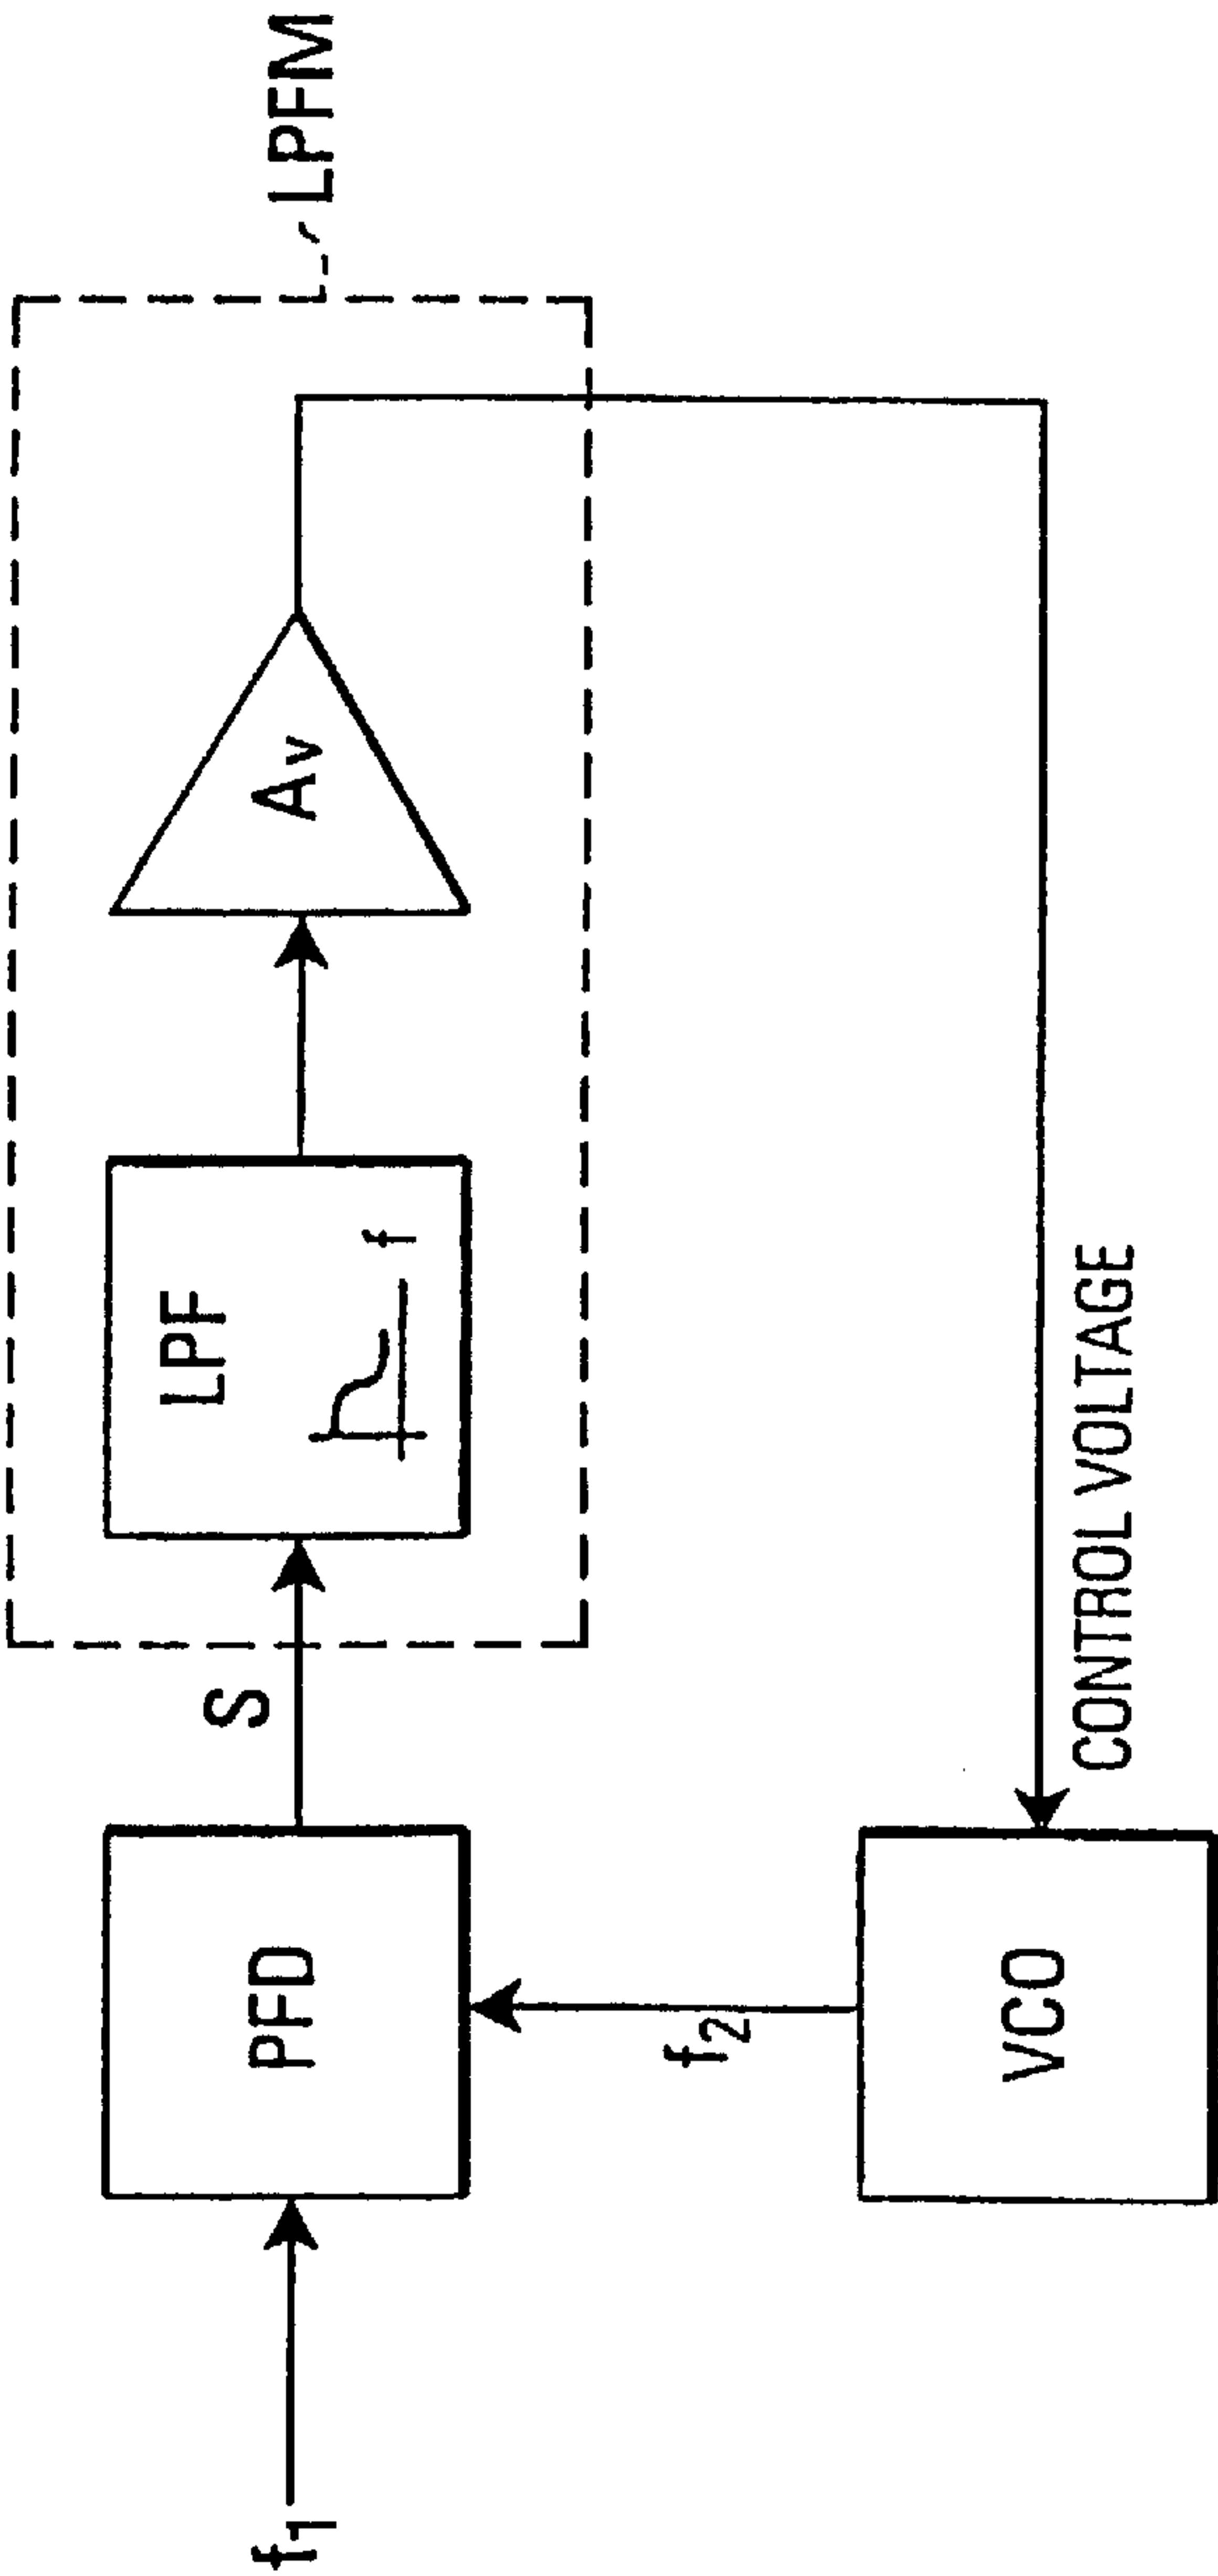 LPFM
f₁
PFD
S
LPF
f
Av
f₂
VCO
CONTROL VOLTAGE